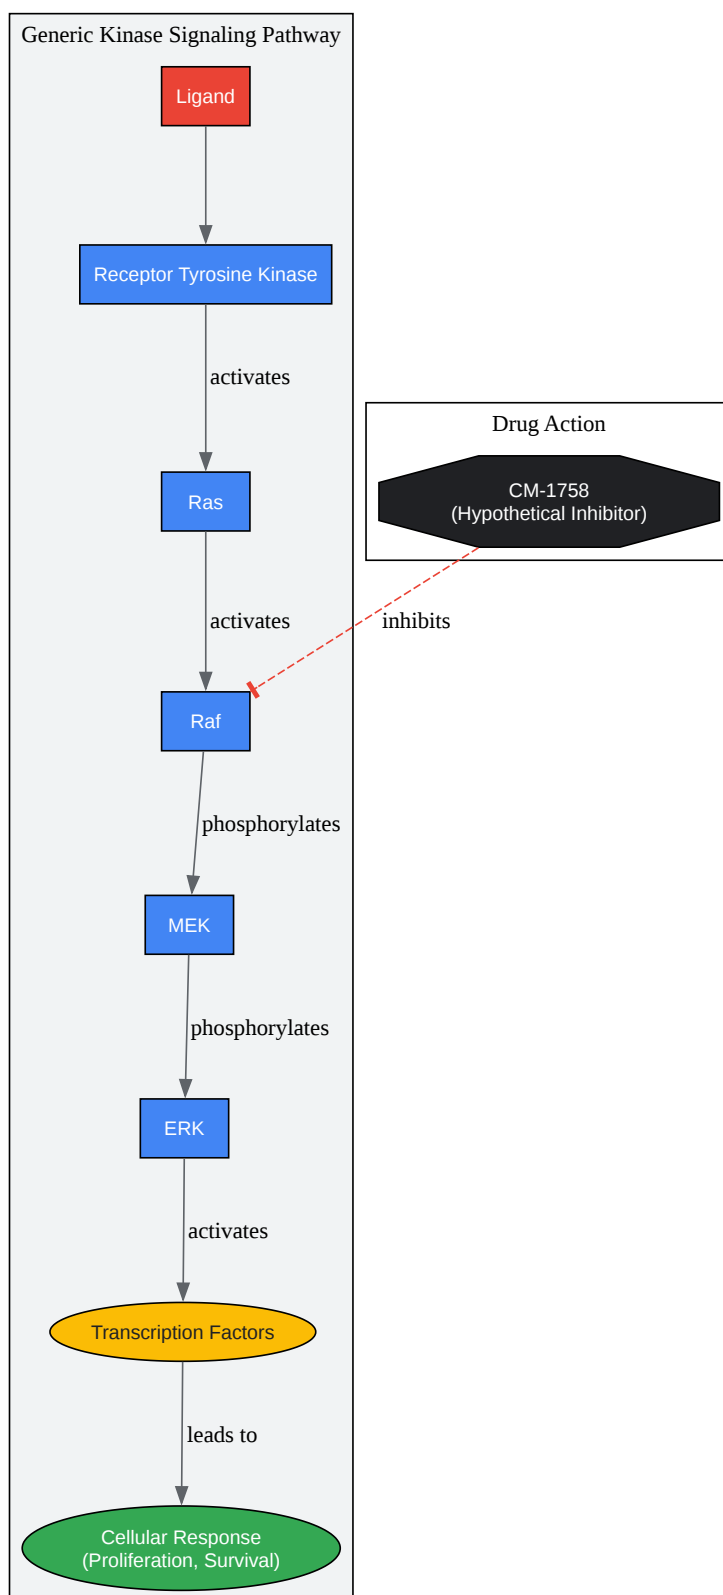 Generic Kinase Signaling Pathway
Ligand
Receptor Tyrosine Kinase
activates
Drug Action
CM-1758
(Hypothetical Inhibitor)
Ras
activates
inhibits
Raf
phosphorylates
MEK
phosphorylates
ERK
activates
Transcription Factors
leads to
Cellular Response
(Proliferation, Survival)